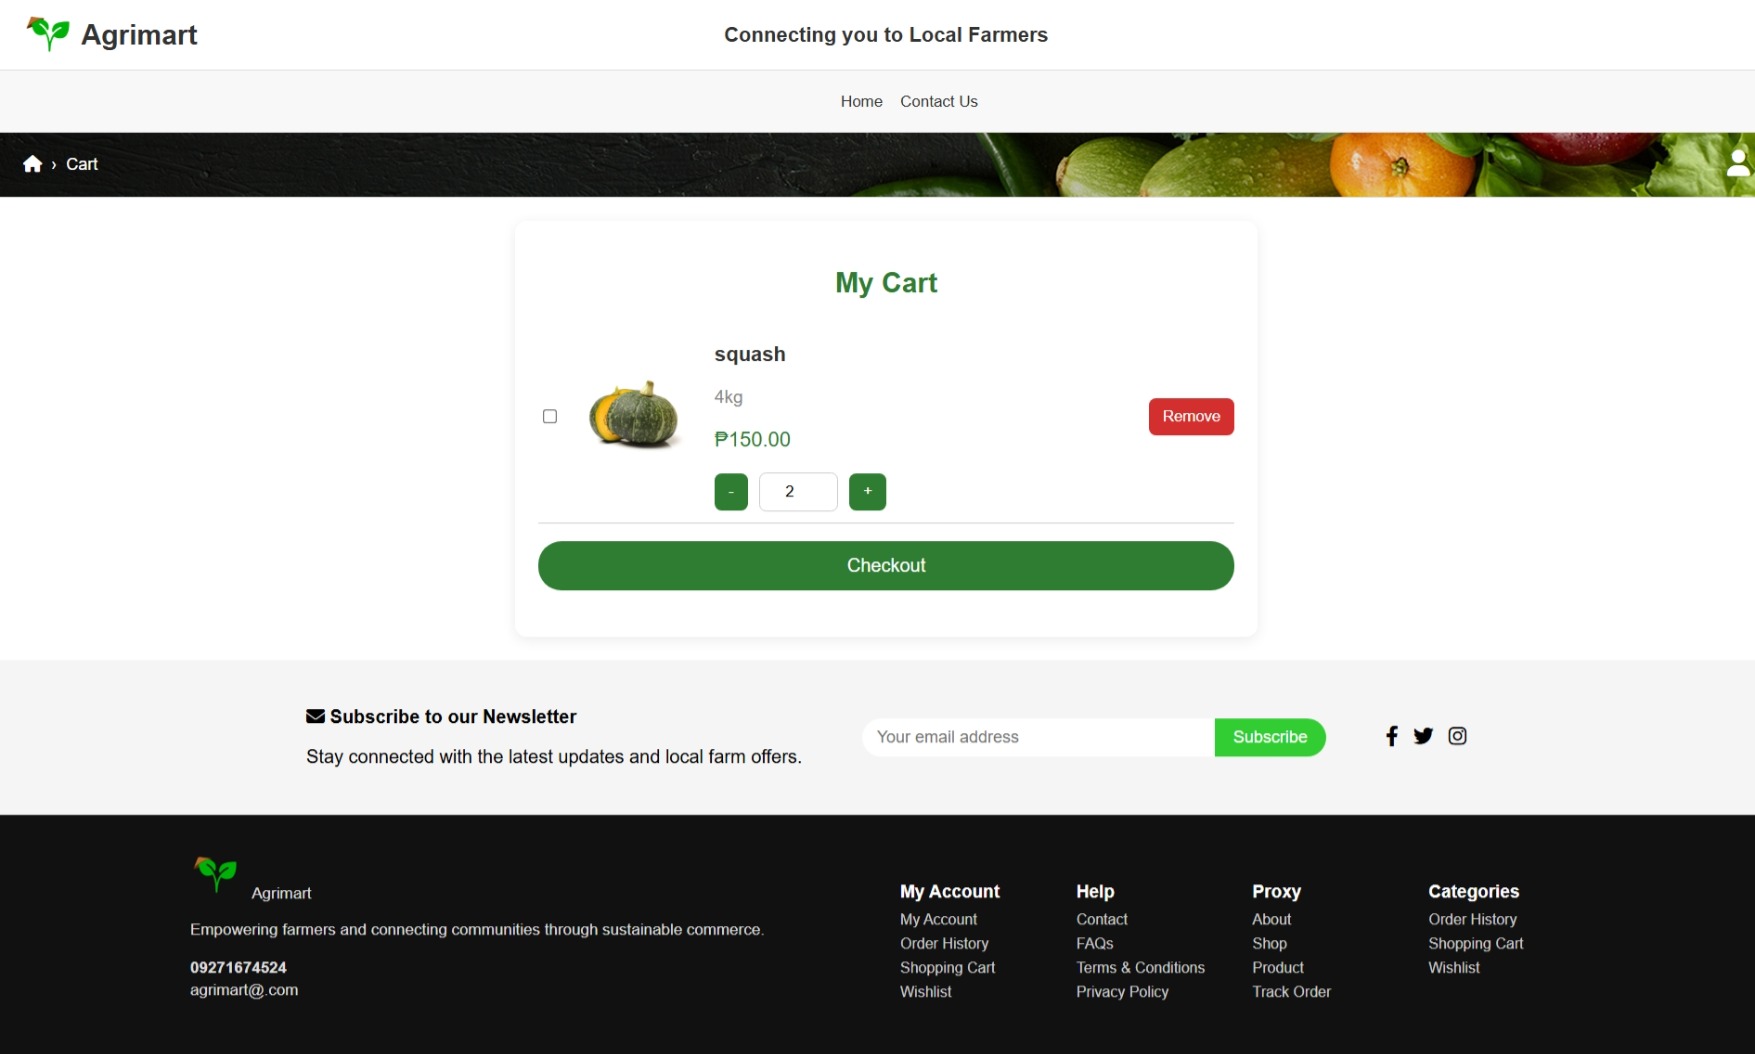 Agrimart
Connecting you to Local Farmers
Home Contact Us
› Cart
My Cart
squash
4kg
₱150.00
Remove
- 2 +
Checkout
Subscribe to our Newsletter
Stay connected with the latest updates and local farm offers.
Your email address
Subscribe
Agrimart
Empowering farmers and connecting communities through sustainable commerce.
09271674524
agrimart@.com
My Account
My Account
Order History
Shopping Cart
Wishlist
Help
Contact
FAQs
Terms & Conditions
Privacy Policy
Proxy
About
Shop
Product
Track Order
Categories
Order History
Shopping Cart
Wishlist